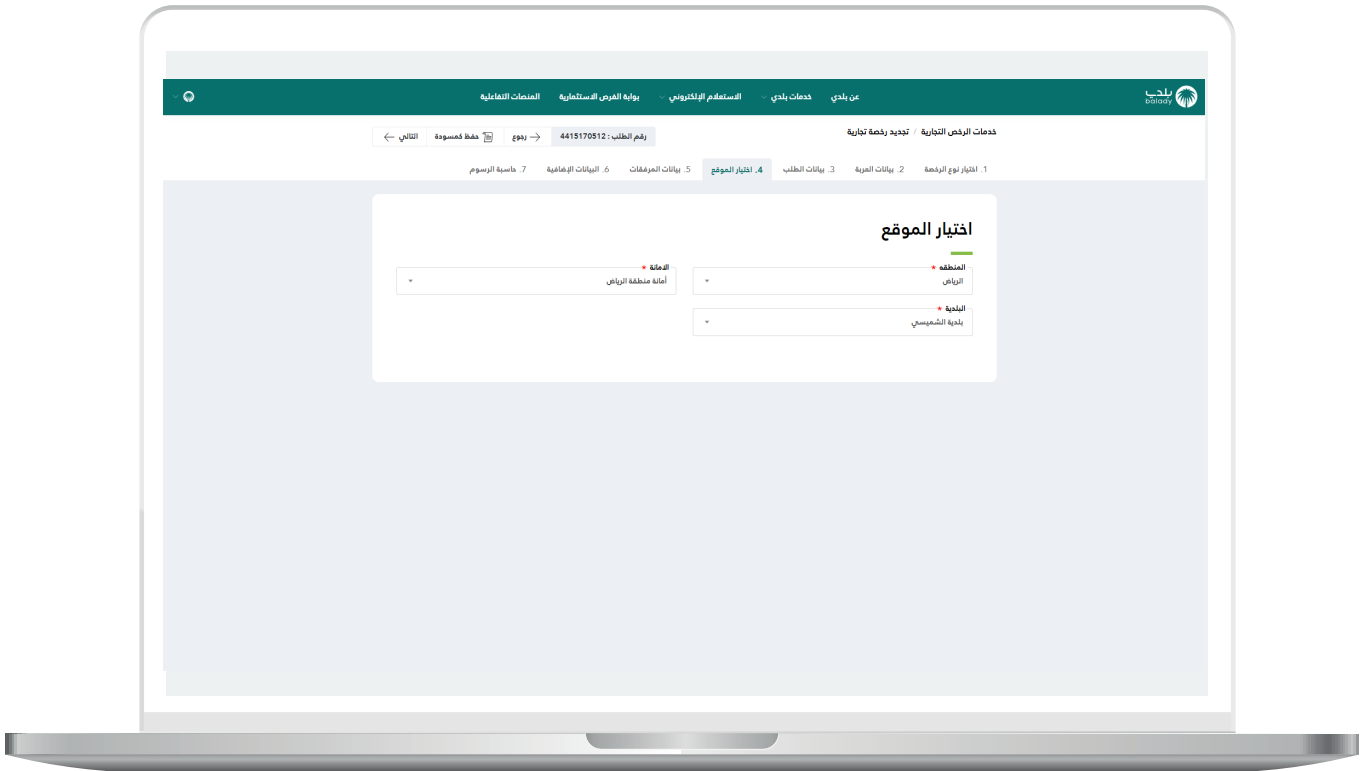 بلدي
balady
عن بلدي
خدمات بلدي
الاستعلام الإلكتروني
بوابة الفرص الاستثمارية
المنصات التفاعلية
خدمات الرخص التجارية / تجديد رخصة تجارية
رقم الطلب : 4415170512
رجوع
حفظ كمسودة
التالي
1. اختيار نوع الرخصة
2. بيانات العربة
3. بيانات الطلب
4. اختيار الموقع
5. بيانات المرفقات
6. البيانات الإضافية
7. حاسبة الرسوم
اختيار الموقع
المنطقه *
الرياض
الامانة *
أمانة منطقة الرياض
البلدية *
بلدية الشميسي